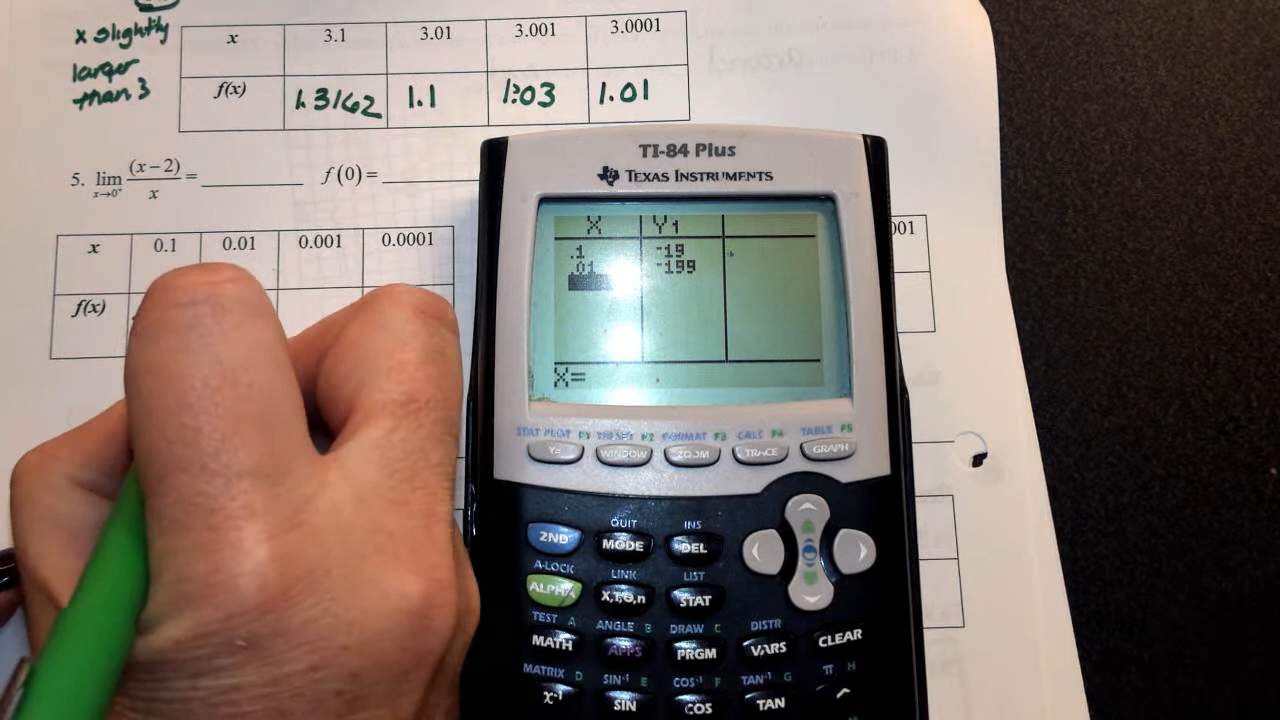 x slightly
larger
than 3
x 3.1 3.01 3.001 3.0001
f(x) 1.3162 1.1 1.03 1.01
5. lim x→0⁺ (x−2)/x = ________ f(0) = ________
x 0.1 0.01 0.001 0.0001
f(x)
001
TI-84 Plus
TEXAS INSTRUMENTS
X Y1
.1 -19
.01 -199
X=
STAT PLOT F1 TBLSET F2 FORMAT F3 CALC F4 TABLE F5
Y= WINDOW ZOOM TRACE GRAPH
QUIT INS
2ND MODE DEL
A-LOCK LINK LIST
ALPHA X,T,θ,n STAT
TEST A ANGLE B DRAW C DISTR
MATH APPS PRGM VARS CLEAR
MATRIX D SIN⁻¹ E COS⁻¹ F TAN⁻¹ G π H
x⁻¹ SIN COS TAN ^